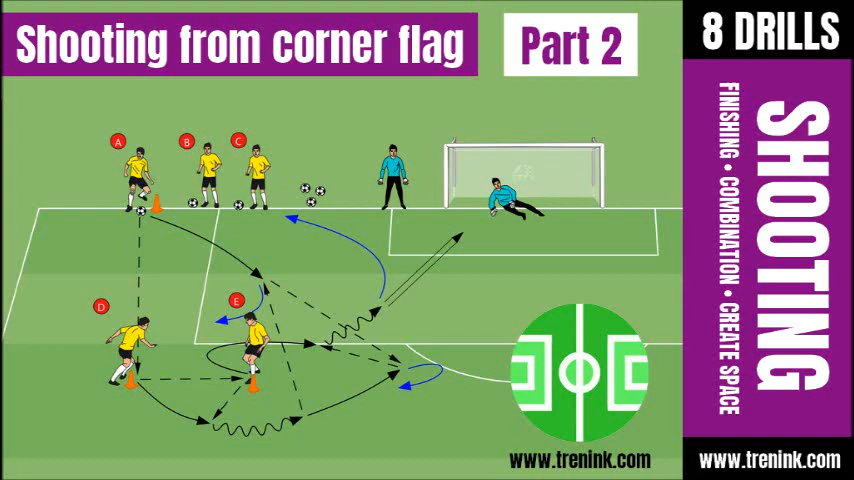 Shooting from corner flag
Part 2
8 DRILLS
A
B
C
D
E
SHOOTING
FINISHING • COMBINATION • CREATE SPACE
www.trenink.com
www.trenink.com